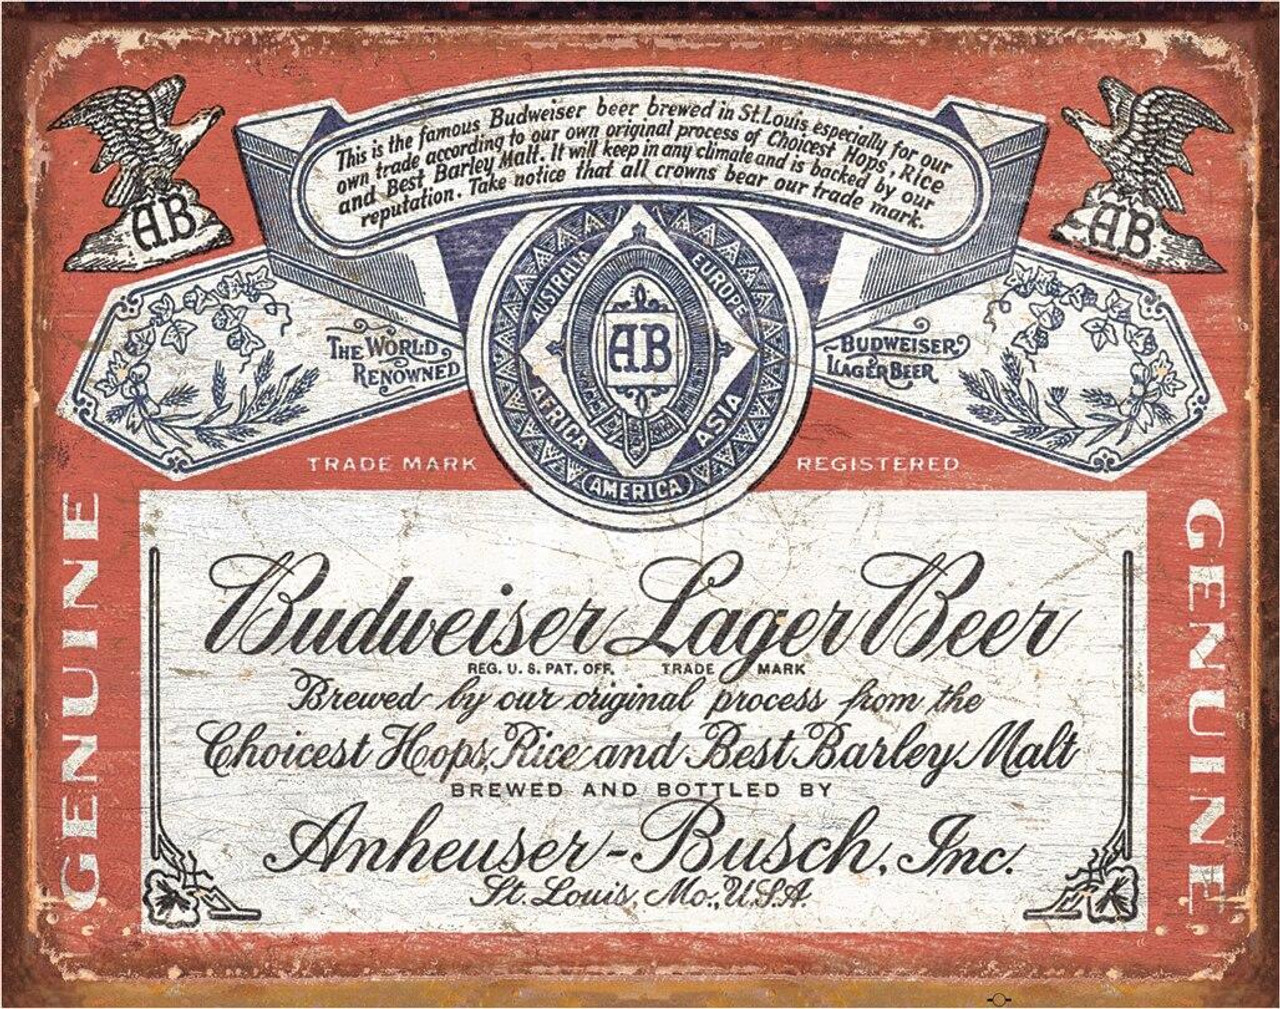 This is the famous Budweiser beer brewed in St. Louis especially for our
own trade according to our own original process of Choicest Hops, Rice
and Best Barley Malt. It will keep in any climate and is backed by our
reputation. Take notice that all crowns bear our trade mark.
AB
AB
AUSTRALIA
EUROPE
AB
AFRICA
ASIA
AMERICA
THE WORLD
RENOWNED
BUDWEISER
LAGER BEER
TRADE MARK
REGISTERED
GENUINE
GENUINE
Budweiser Lager Beer
REG. U. S. PAT. OFF. TRADE MARK
Brewed by our original process from the
Choicest Hops, Rice and Best Barley Malt
BREWED AND BOTTLED BY
Anheuser-Busch, Inc.
St. Louis, Mo., U.S.A.